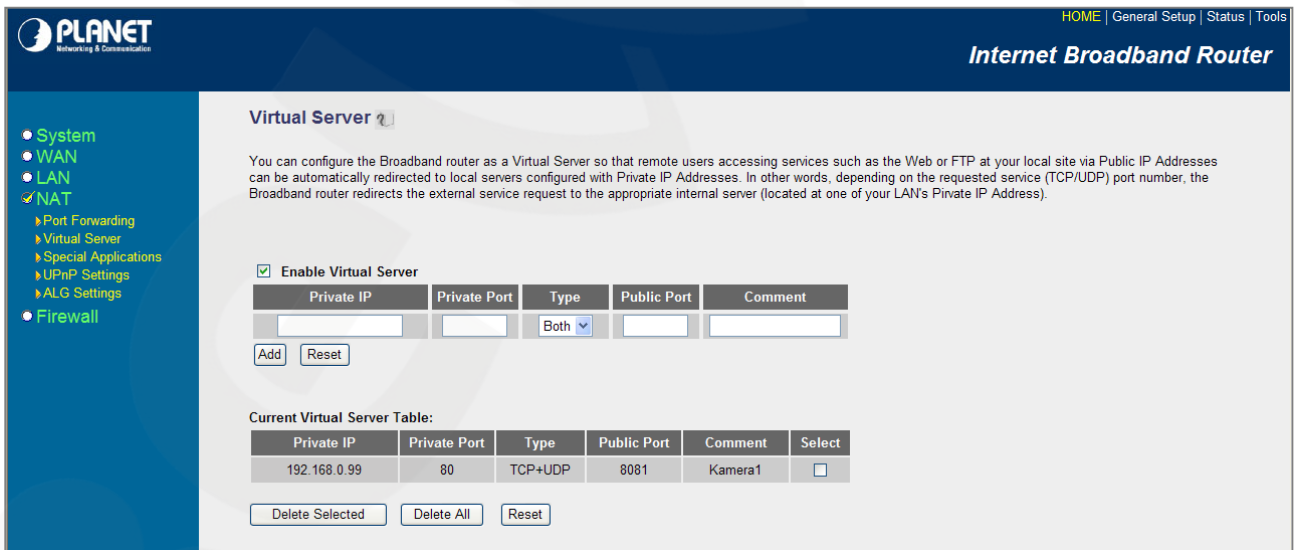 HOME | General Setup | Status | Tools
PLANET
Networking & Communication
Internet Broadband Router
System
WAN
LAN
NAT
Port Forwarding
Virtual Server
Special Applications
UPnP Settings
ALG Settings
Firewall
Virtual Server
You can configure the Broadband router as a Virtual Server so that remote users accessing services such as the Web or FTP at your local site via Public IP Addresses
can be automatically redirected to local servers configured with Private IP Addresses. In other words, depending on the requested service (TCP/UDP) port number, the
Broadband router redirects the external service request to the appropriate internal server (located at one of your LAN's Pivate IP Address).
Enable Virtual Server
Private IP Private Port Type Public Port Comment
Both
Add Reset
Current Virtual Server Table:
Private IP Private Port Type Public Port Comment Select
192.168.0.99 80 TCP+UDP 8081 Kamera1
Delete Selected Delete All Reset